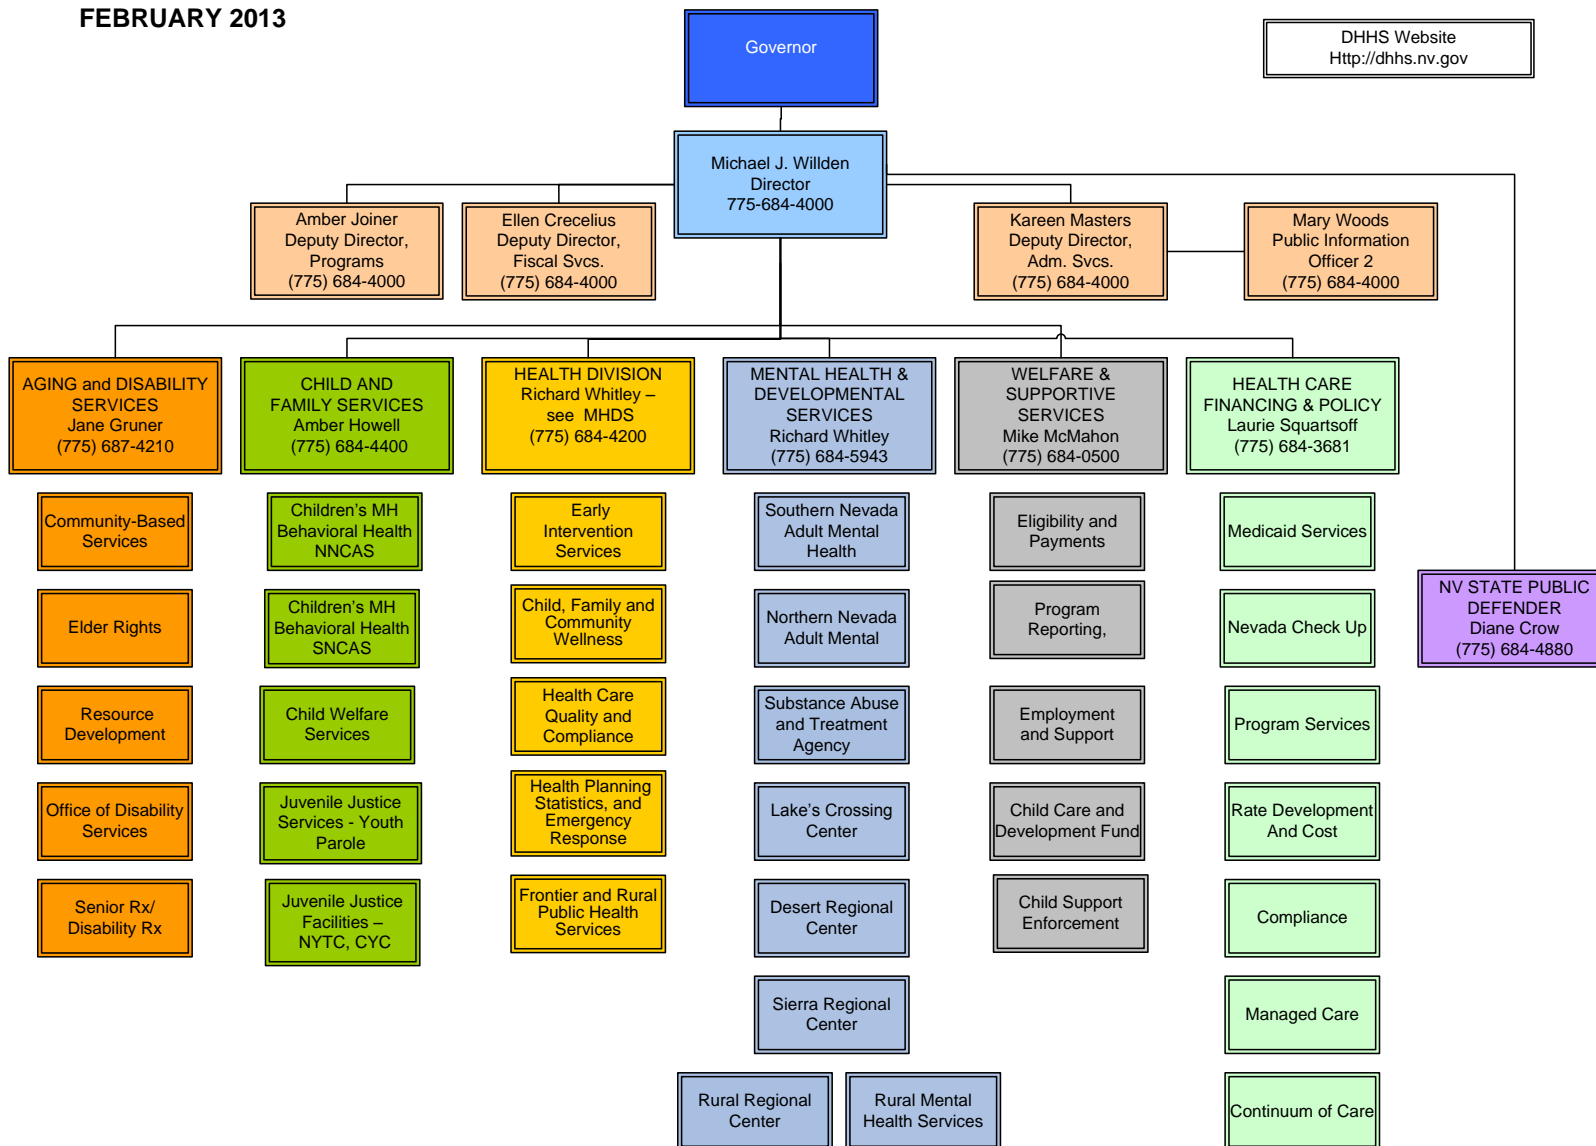 FEBRUARY 2013
Governor
DHHS Website
Http://dhhs.nv.gov
Michael J. Willden
Director
775-684-4000
Amber Joiner
Deputy Director,
Programs
(775) 684-4000
Ellen Crecelius
Deputy Director,
Fiscal Svcs.
(775) 684-4000
Kareen Masters
Deputy Director,
Adm. Svcs.
(775) 684-4000
Mary Woods
Public Information
Officer 2
(775) 684-4000
AGING and DISABILITY
SERVICES
Jane Gruner
(775) 687-4210
CHILD AND
FAMILY SERVICES
Amber Howell
(775) 684-4400
HEALTH DIVISION
Richard Whitley –
see MHDS
(775) 684-4200
MENTAL HEALTH &
DEVELOPMENTAL
SERVICES
Richard Whitley
(775) 684-5943
WELFARE &
SUPPORTIVE
SERVICES
Mike McMahon
(775) 684-0500
HEALTH CARE
FINANCING & POLICY
Laurie Squartsoff
(775) 684-3681
Community-Based
Services
Children's MH
Behavioral Health
NNCAS
Early
Intervention
Services
Southern Nevada
Adult Mental
Health
Eligibility and
Payments
Medicaid Services
NV STATE PUBLIC
DEFENDER
Diane Crow
(775) 684-4880
Elder Rights
Children's MH
Behavioral Health
SNCAS
Child, Family and
Community
Wellness
Northern Nevada
Adult Mental
Program
Reporting,
Nevada Check Up
Resource
Development
Child Welfare
Services
Health Care
Quality and
Compliance
Substance Abuse
and Treatment
Agency
Employment
and Support
Program Services
Office of Disability
Services
Juvenile Justice
Services - Youth
Parole
Health Planning
Statistics, and
Emergency
Response
Lake's Crossing
Center
Child Care and
Development Fund
Rate Development
And Cost
Senior Rx/
Disability Rx
Juvenile Justice
Facilities –
NYTC, CYC
Frontier and Rural
Public Health
Services
Desert Regional
Center
Child Support
Enforcement
Compliance
Sierra Regional
Center
Managed Care
Rural Regional
Center
Rural Mental
Health Services
Continuum of Care